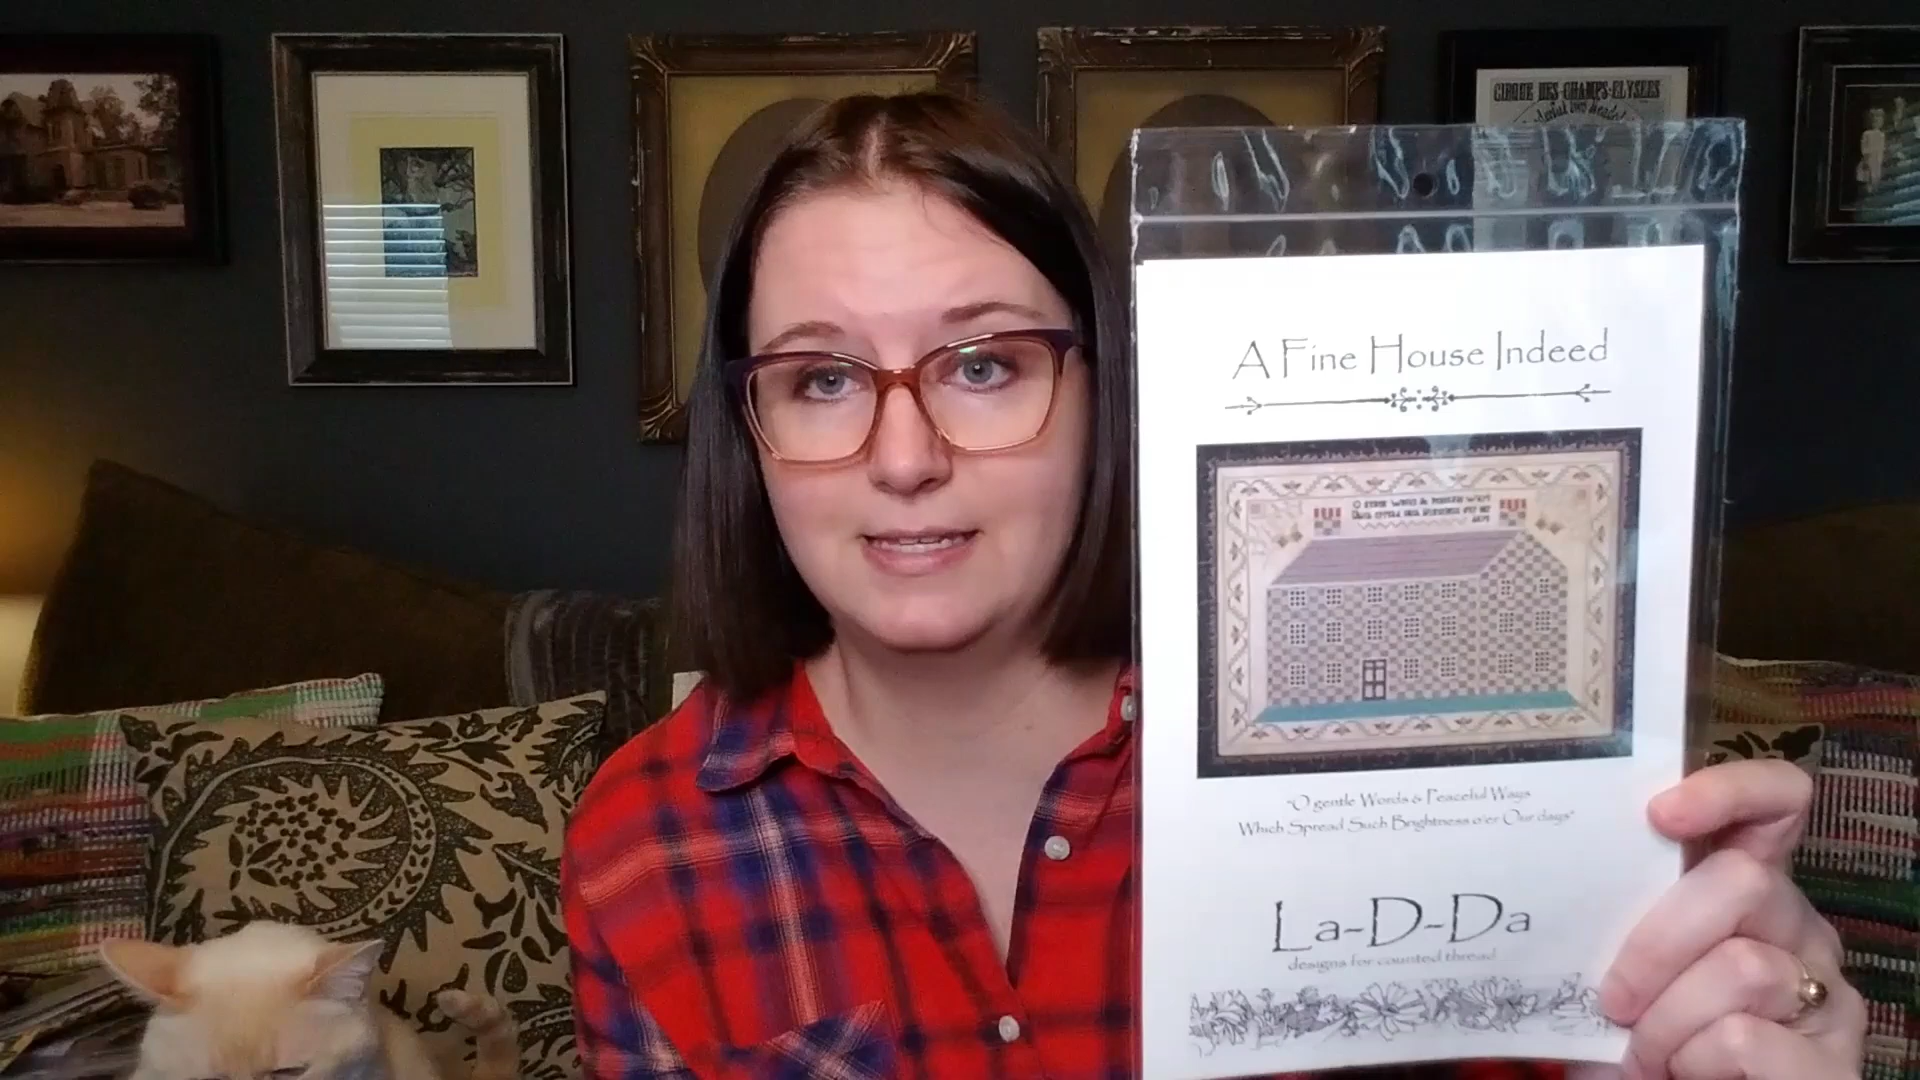 CIRQUE DES CHAMPS-ELYSEES
A Fine House Indeed
"O gentle Words & Peaceful Ways
Which Spread Such Brightness o'er Our days"
La-D-Da
designs for counted thread